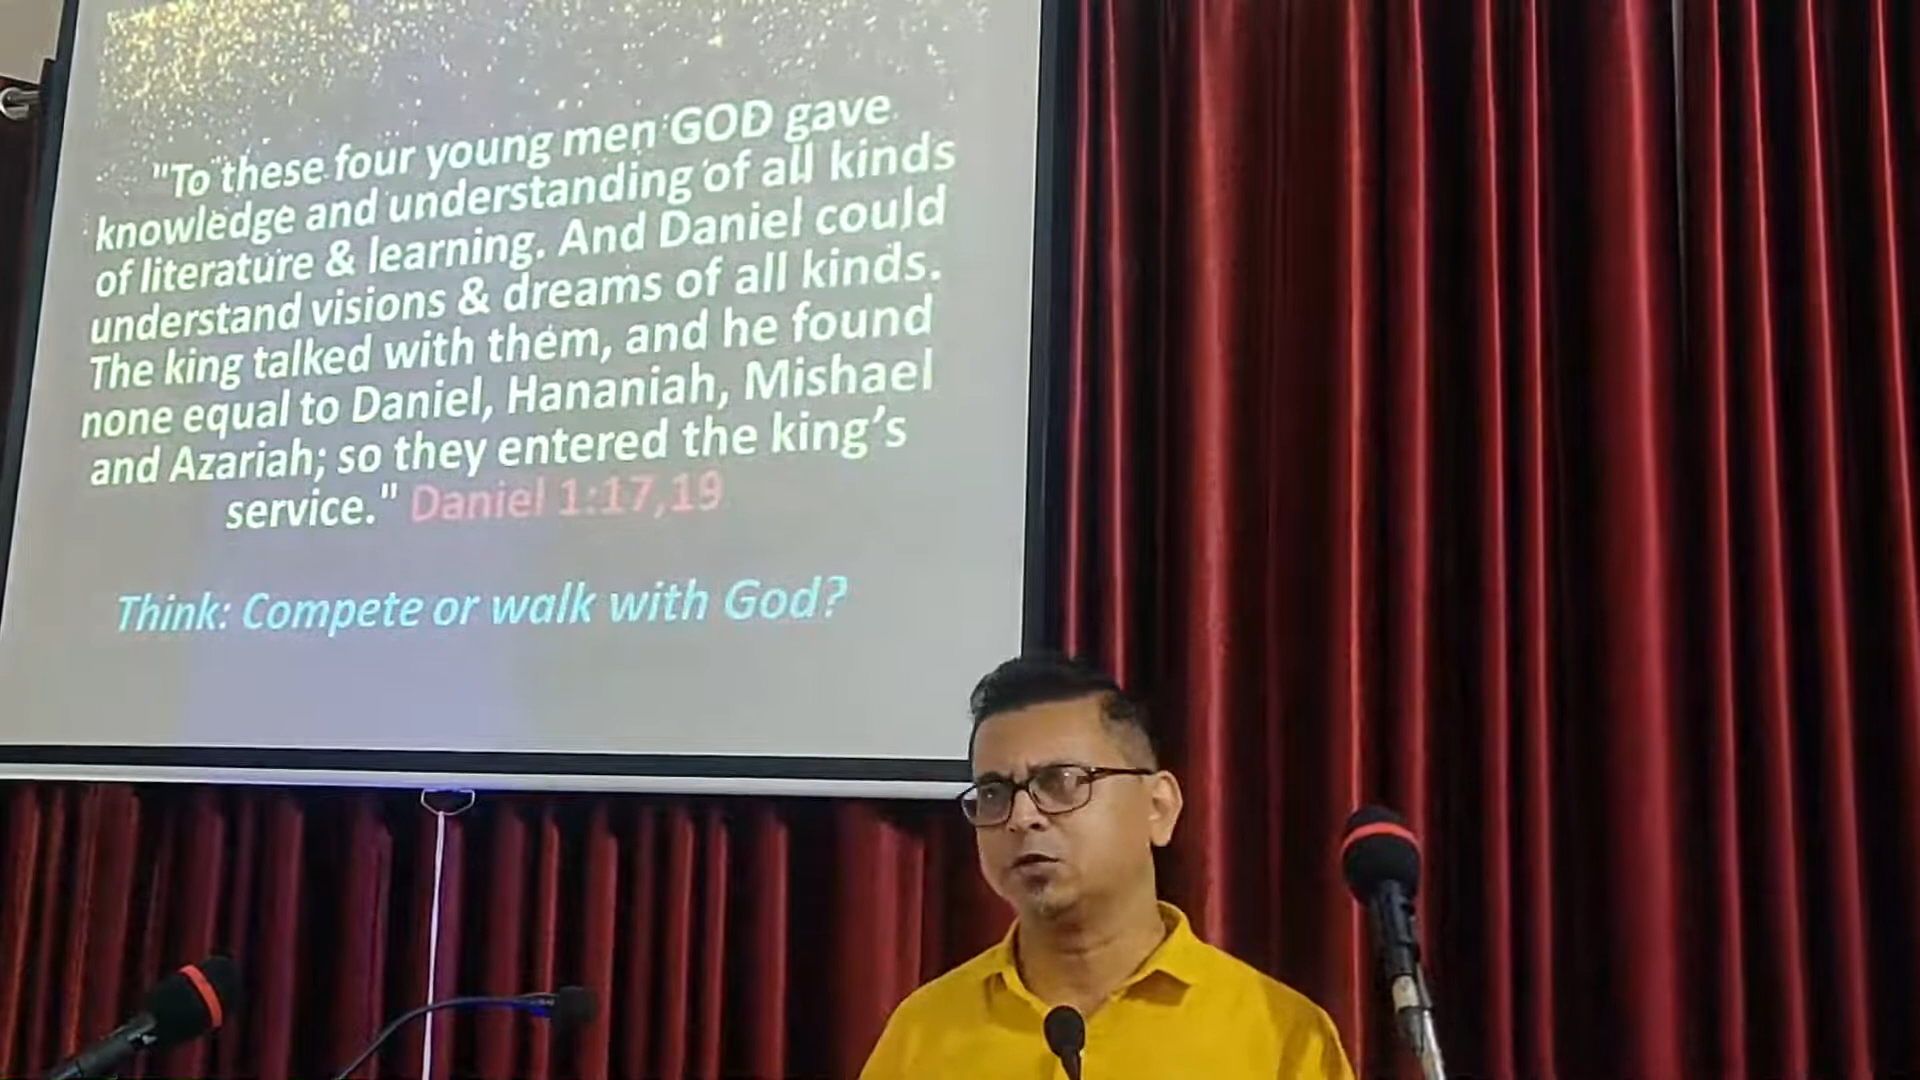 "To these four young men GOD gave
knowledge and understanding of all kinds
of literature & learning. And Daniel could
understand visions & dreams of all kinds.
The king talked with them, and he found
none equal to Daniel, Hananiah, Mishael
and Azariah; so they entered the king’s
service." Daniel 1:17,19
Think: Compete or walk with God?